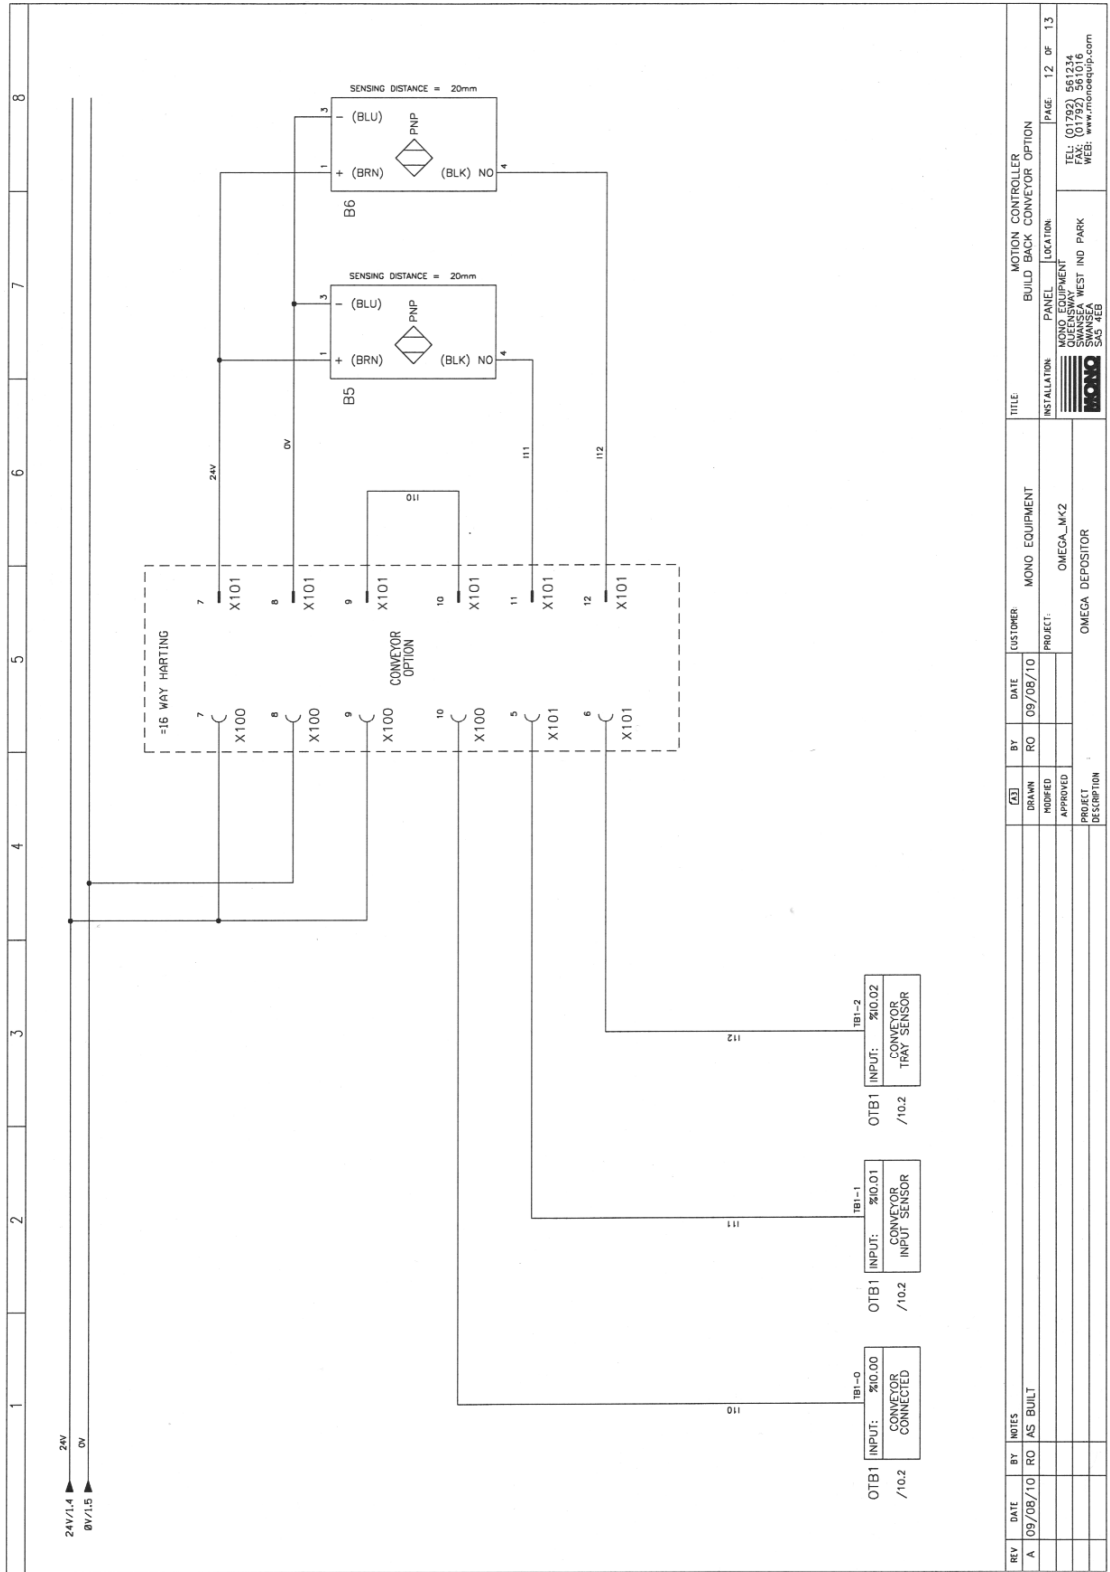 1 2 3 4 5 6 7 8
24V/1.4 24V
0V/1.5 0V
=16 WAY HARTING
CONVEYOR
OPTION
7 X100
8 X100
9 X100
10 X100
5 X101
6 X101
7 X101
8 X101
9 X101
10 X101
11 X101
12 X101
24V
0V
I10
I11
I12
B5
SENSING DISTANCE = 20mm
1 + (BRN)
3 - (BLU)
PNP
(BLK) NO 4
B6
SENSING DISTANCE = 20mm
1 + (BRN)
3 - (BLU)
PNP
(BLK) NO 4
I10
I11
I12
TB1-0
OTB1 INPUT: %I0.00
/10.2 CONVEYOR
CONNECTED
TB1-1
OTB1 INPUT: %I0.01
/10.2 CONVEYOR
INPUT SENSOR
TB1-2
OTB1 INPUT: %I0.02
/10.2 CONVEYOR
TRAY SENSOR
REV DATE BY NOTES
A 09/08/10 RO AS BUILT
A3 BY DATE
DRAWN RO 09/08/10
MODIFIED
APPROVED
PROJECT
DESCRIPTION
OMEGA DEPOSITOR
CUSTOMER: MONO EQUIPMENT
PROJECT: OMEGA_MK2
TITLE: MOTION CONTROLLER
BUILD BACK CONVEYOR OPTION
INSTALLATION: PANEL LOCATION: PAGE: 12 OF 13
MONO
MONO EQUIPMENT
QUEENSWAY
SWANSEA WEST IND PARK
SWANSEA
SA5 4EB
TEL: (01792) 561234
FAX: (01792) 561016
WEB: www.monoequip.com